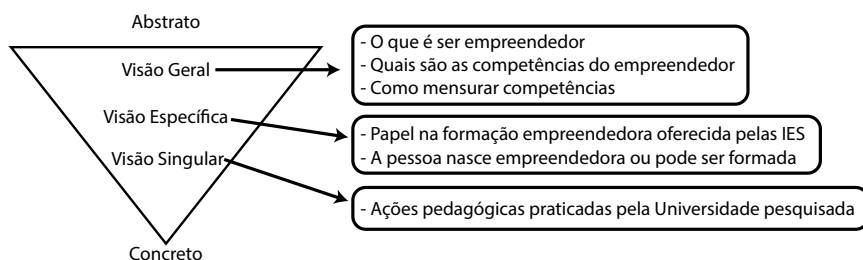 Abstrato
Visão Geral
- O que é ser empreendedor
- Quais são as competências do empreendedor
- Como mensurar competências
Visão Específica
- Papel na formação empreendedora oferecida pelas IES
- A pessoa nasce empreendedora ou pode ser formada
Visão Singular
- Ações pedagógicas praticadas pela Universidade pesquisada
Concreto